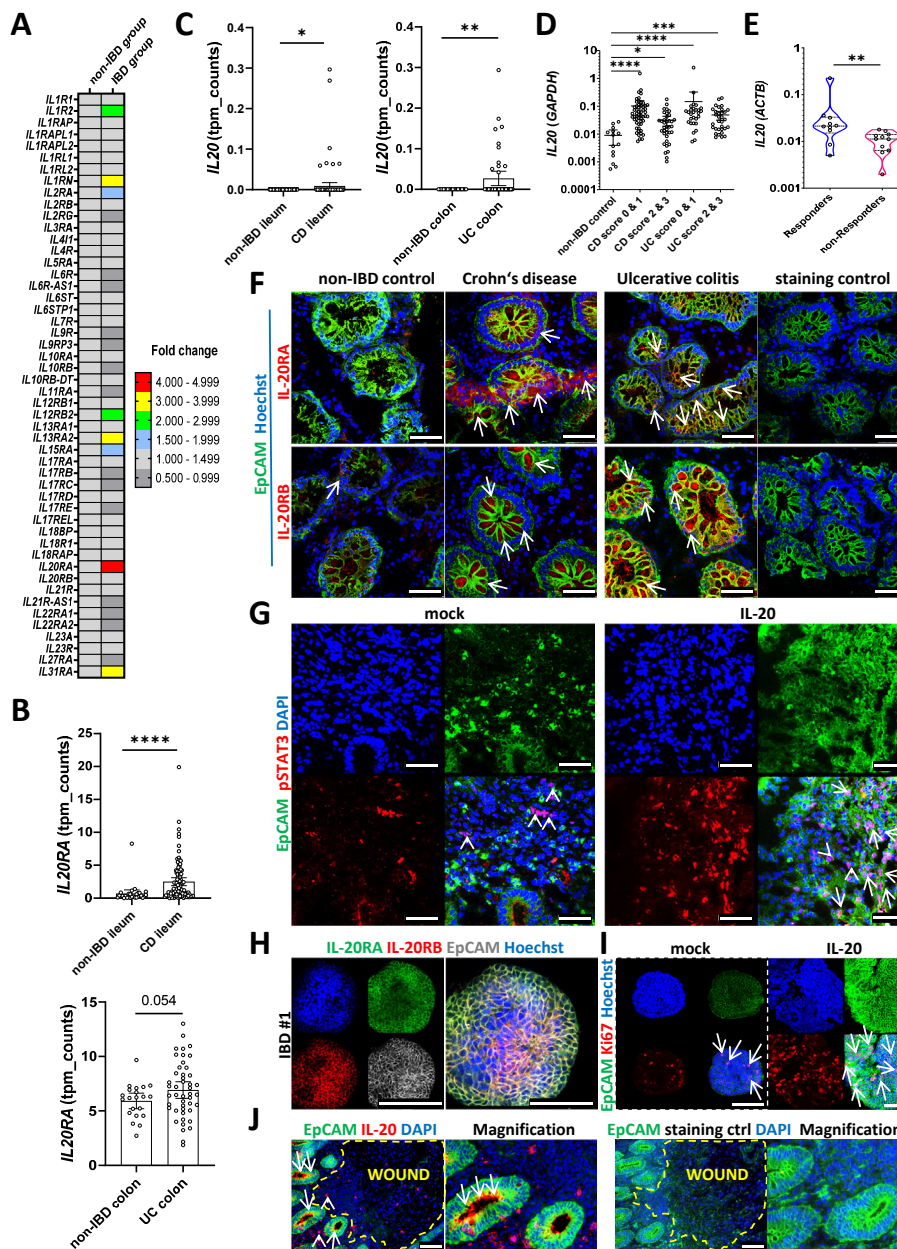 A
non-IBD group
IBD group
IL1R1
IL1R2
IL1RAP
IL1RAPL1
IL1RAPL2
IL1RL1
IL1RL2
IL1RN
IL2RA
IL2RB
IL2RG
IL3RA
IL4I1
IL4R
IL5RA
IL6R
IL6R-AS1
IL6ST
IL6STP1
IL7R
IL9R
IL9RP3
IL10RA
IL10RB
IL10RB-DT
IL11RA
IL12RB1
IL12RB2
IL13RA1
IL13RA2
IL15RA
IL17RA
IL17RB
IL17RC
IL17RD
IL17RE
IL17REL
IL18BP
IL18R1
IL18RAP
IL20RA
IL20RB
IL21R
IL21R-AS1
IL22RA1
IL22RA2
IL23A
IL23R
IL27RA
IL31RA
Fold change
4.000 - 4.999
3.000 - 3.999
2.000 - 2.999
1.500 - 1.999
1.000 - 1.499
0.500 - 0.999
B
IL20RA (tpm_counts)
25
20
15
10
5
0
****
non-IBD ileum
CD ileum
IL20RA (tpm_counts)
15
10
5
0
0.054
non-IBD colon
UC colon
C
IL20 (tpm_counts)
0.4
0.3
0.2
0.1
0.0
*
non-IBD ileum
CD ileum
IL20 (tpm_counts)
0.4
0.3
0.2
0.1
0.0
**
non-IBD colon
UC colon
D
IL20 (GAPDH)
100
10
1
0.1
0.01
0.001
0.0001
***
****
*
****
non-IBD control
CD score 0 & 1
CD score 2 & 3
UC score 0 & 1
UC score 2 & 3
E
IL20 (ACTB)
1
0.1
0.01
0.001
**
Responders
non-Responders
F
non-IBD control
Crohn‘s disease
Ulcerative colitis
staining control
EpCAM Hoechst
IL-20RA
IL-20RB
G
mock
IL-20
EpCAM pSTAT3 DAPI
H
IL-20RA IL-20RB EpCAM Hoechst
IBD #1
I
mock
IL-20
EpCAM Ki67 Hoechst
J
EpCAM IL-20 DAPI
Magnification
WOUND
EpCAM staining ctrl DAPI
Magnification
WOUND